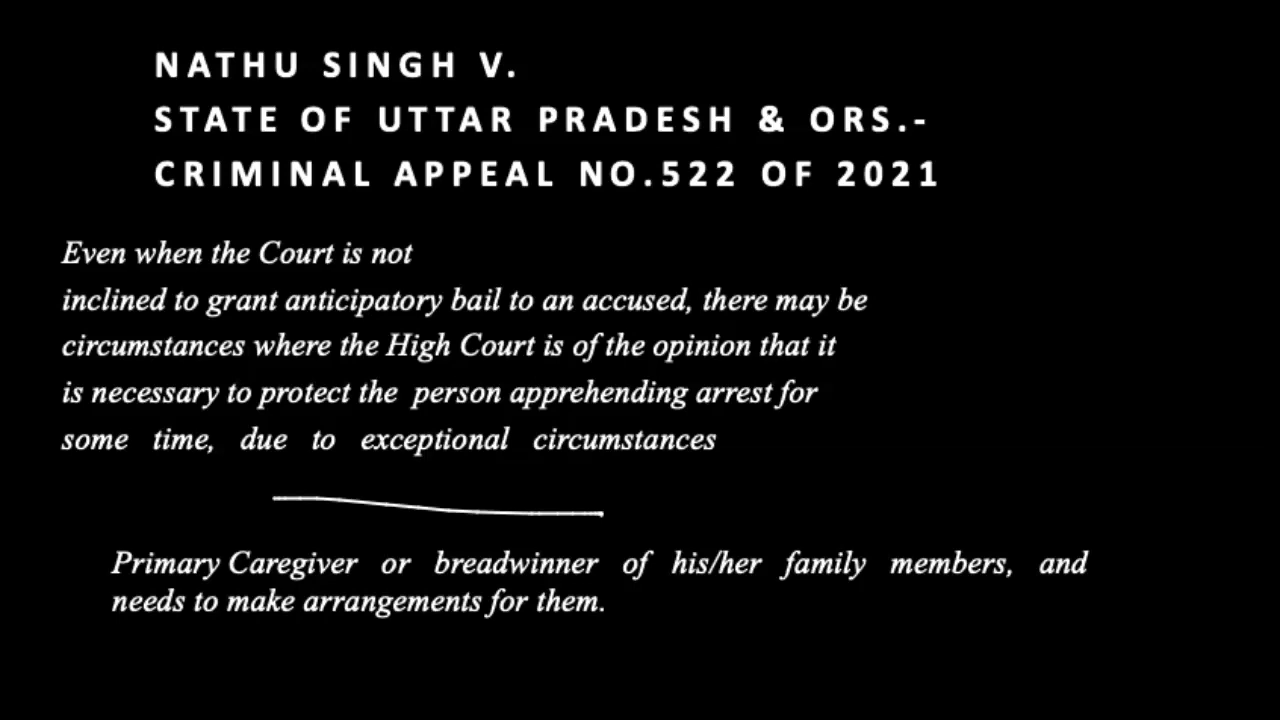 NATHU SINGH V.
STATE OF UTTAR PRADESH & ORS.-
CRIMINAL APPEAL NO.522 OF 2021
Even when the Court is not
inclined to grant anticipatory bail to an accused, there may be
circumstances where the High Court is of the opinion that it
is necessary to protect the person apprehending arrest for
some time, due to exceptional circumstances
Primary Caregiver or breadwinner of his/her family members, and
needs to make arrangements for them.